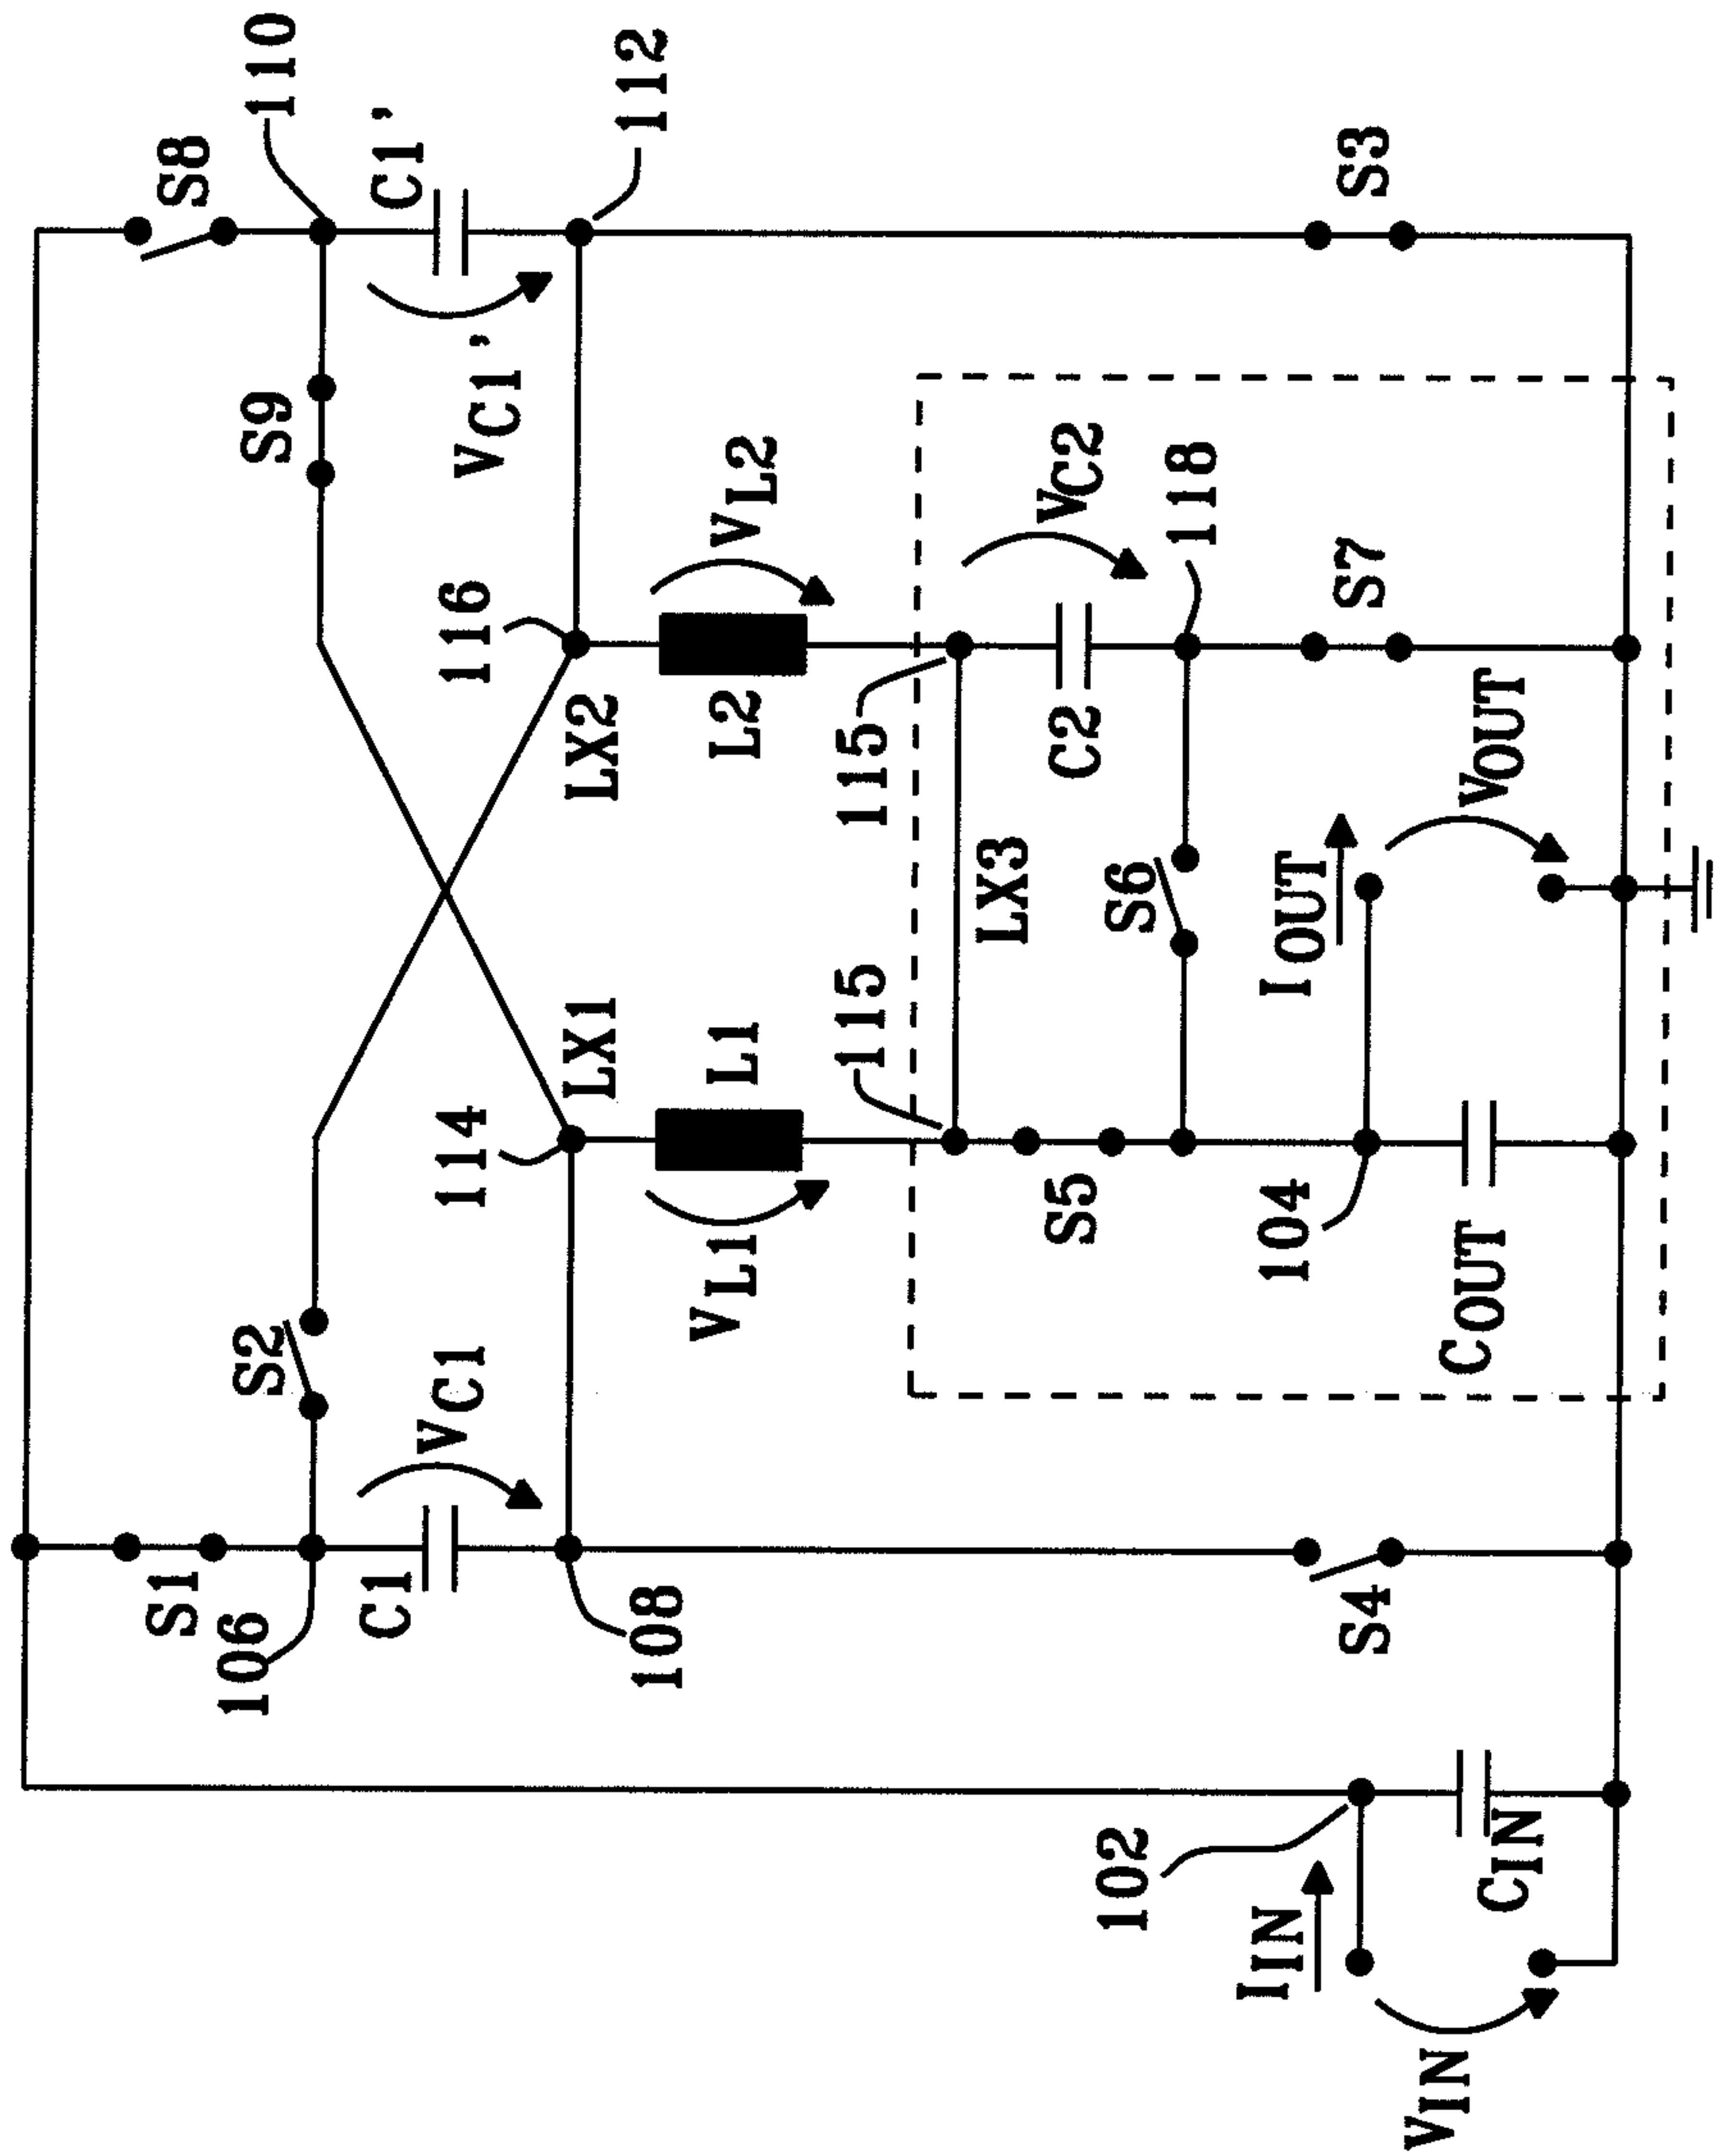 S8
110
S1
106
S2
S9
C1'
VC1'
C1
VC1
112
108
114
LX1
116
LX2
VL1
L1
L2
VL2
115
115
LX3
S5
C2
VC2
S6
118
102
IIN
104
IOUT
S4
S7
S3
VIN
CIN
COUT
VOUT